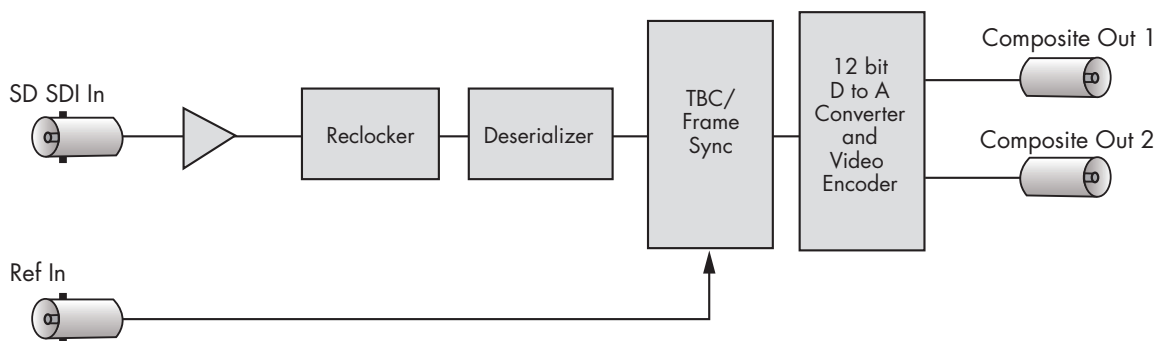 SD SDI In
Reclocker
Deserializer
TBC/
Frame
Sync
12 bit
D to A
Converter
and
Video
Encoder
Composite Out 1
Composite Out 2
Ref In